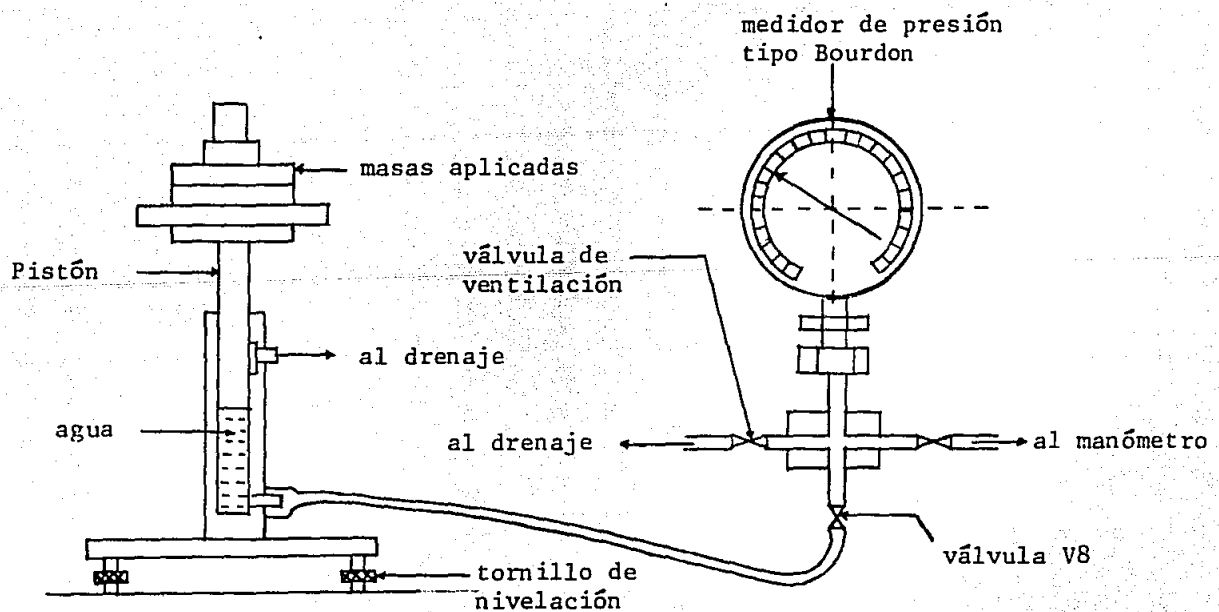 medidor de presión
tipo Bourdon
masas aplicadas
Pistón
válvula de
ventilación
al drenaje
agua
al drenaje
al manómetro
válvula V8
tornillo de
nivelación